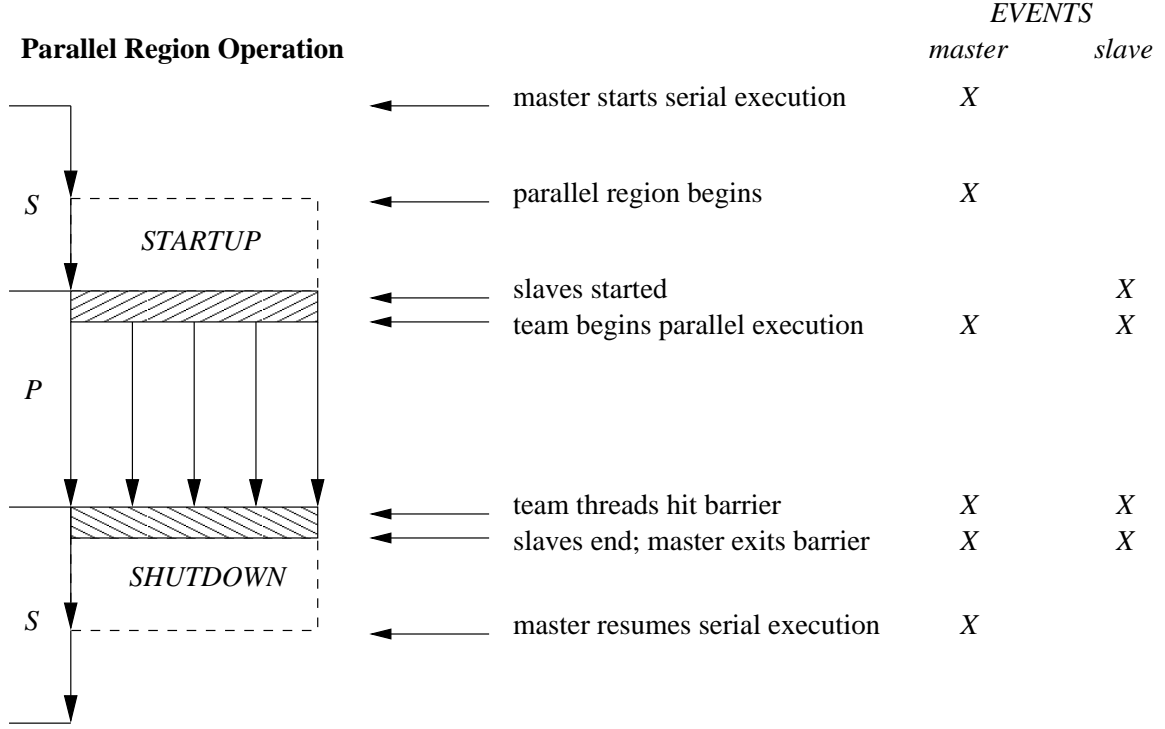 EVENTS
Parallel Region Operation master slave
master starts serial execution X
S parallel region begins X
STARTUP
slaves started X
team begins parallel execution X X
P
team threads hit barrier X X
slaves end; master exits barrier X X
SHUTDOWN
S master resumes serial execution X